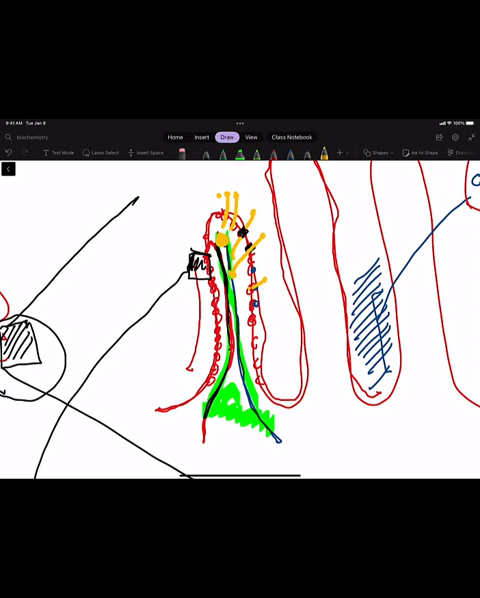 9:41 AM Tue Jan 9
100%
biochemistry
Home Insert Draw View Class Notebook
Text Mode Lasso Select Insert Space Shapes Ink to Shape